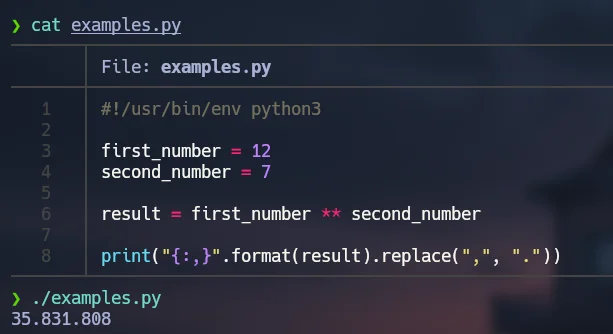 ❯ cat examples.py
File: examples.py
1 #!/usr/bin/env python3
2
3 first_number = 12
4 second_number = 7
5
6 result = first_number ** second_number
7
8 print("{:,}".format(result).replace(",", "."))
❯ ./examples.py
35.831.808